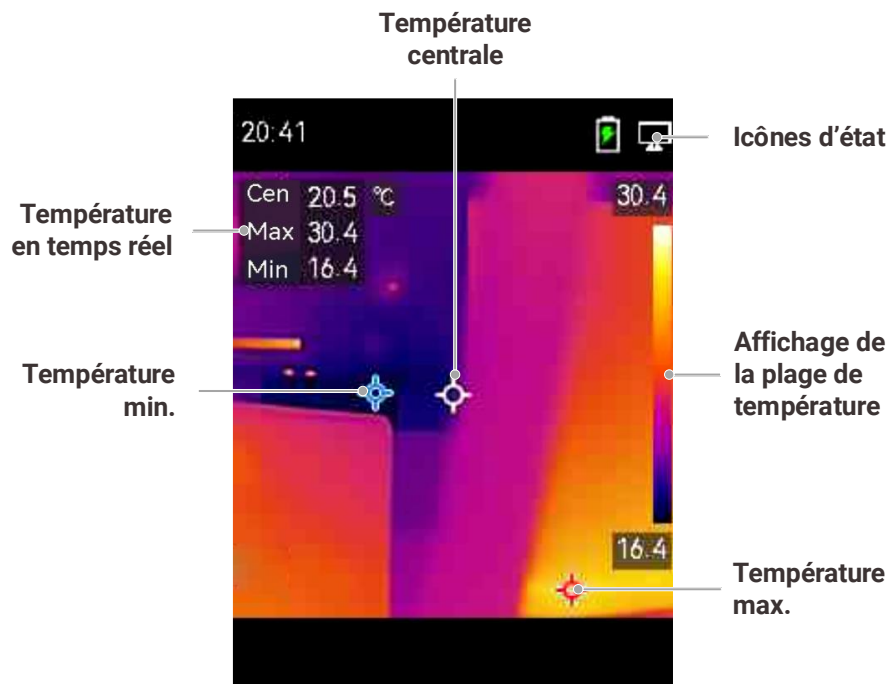 Température
centrale
20:41
Icônes d’état
Cen 20.5 °C
Max 30.4
Min 16.4
30.4
Température
en temps réel
Affichage de
la plage de
température
Température
min.
16.4
Température
max.